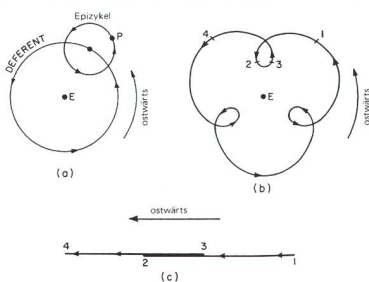 Epizykel
P
DEFERENT
E
ostwärts
(a)
4
1
2
3
E
ostwärts
(b)
ostwärts
4
3
2
1
(c)